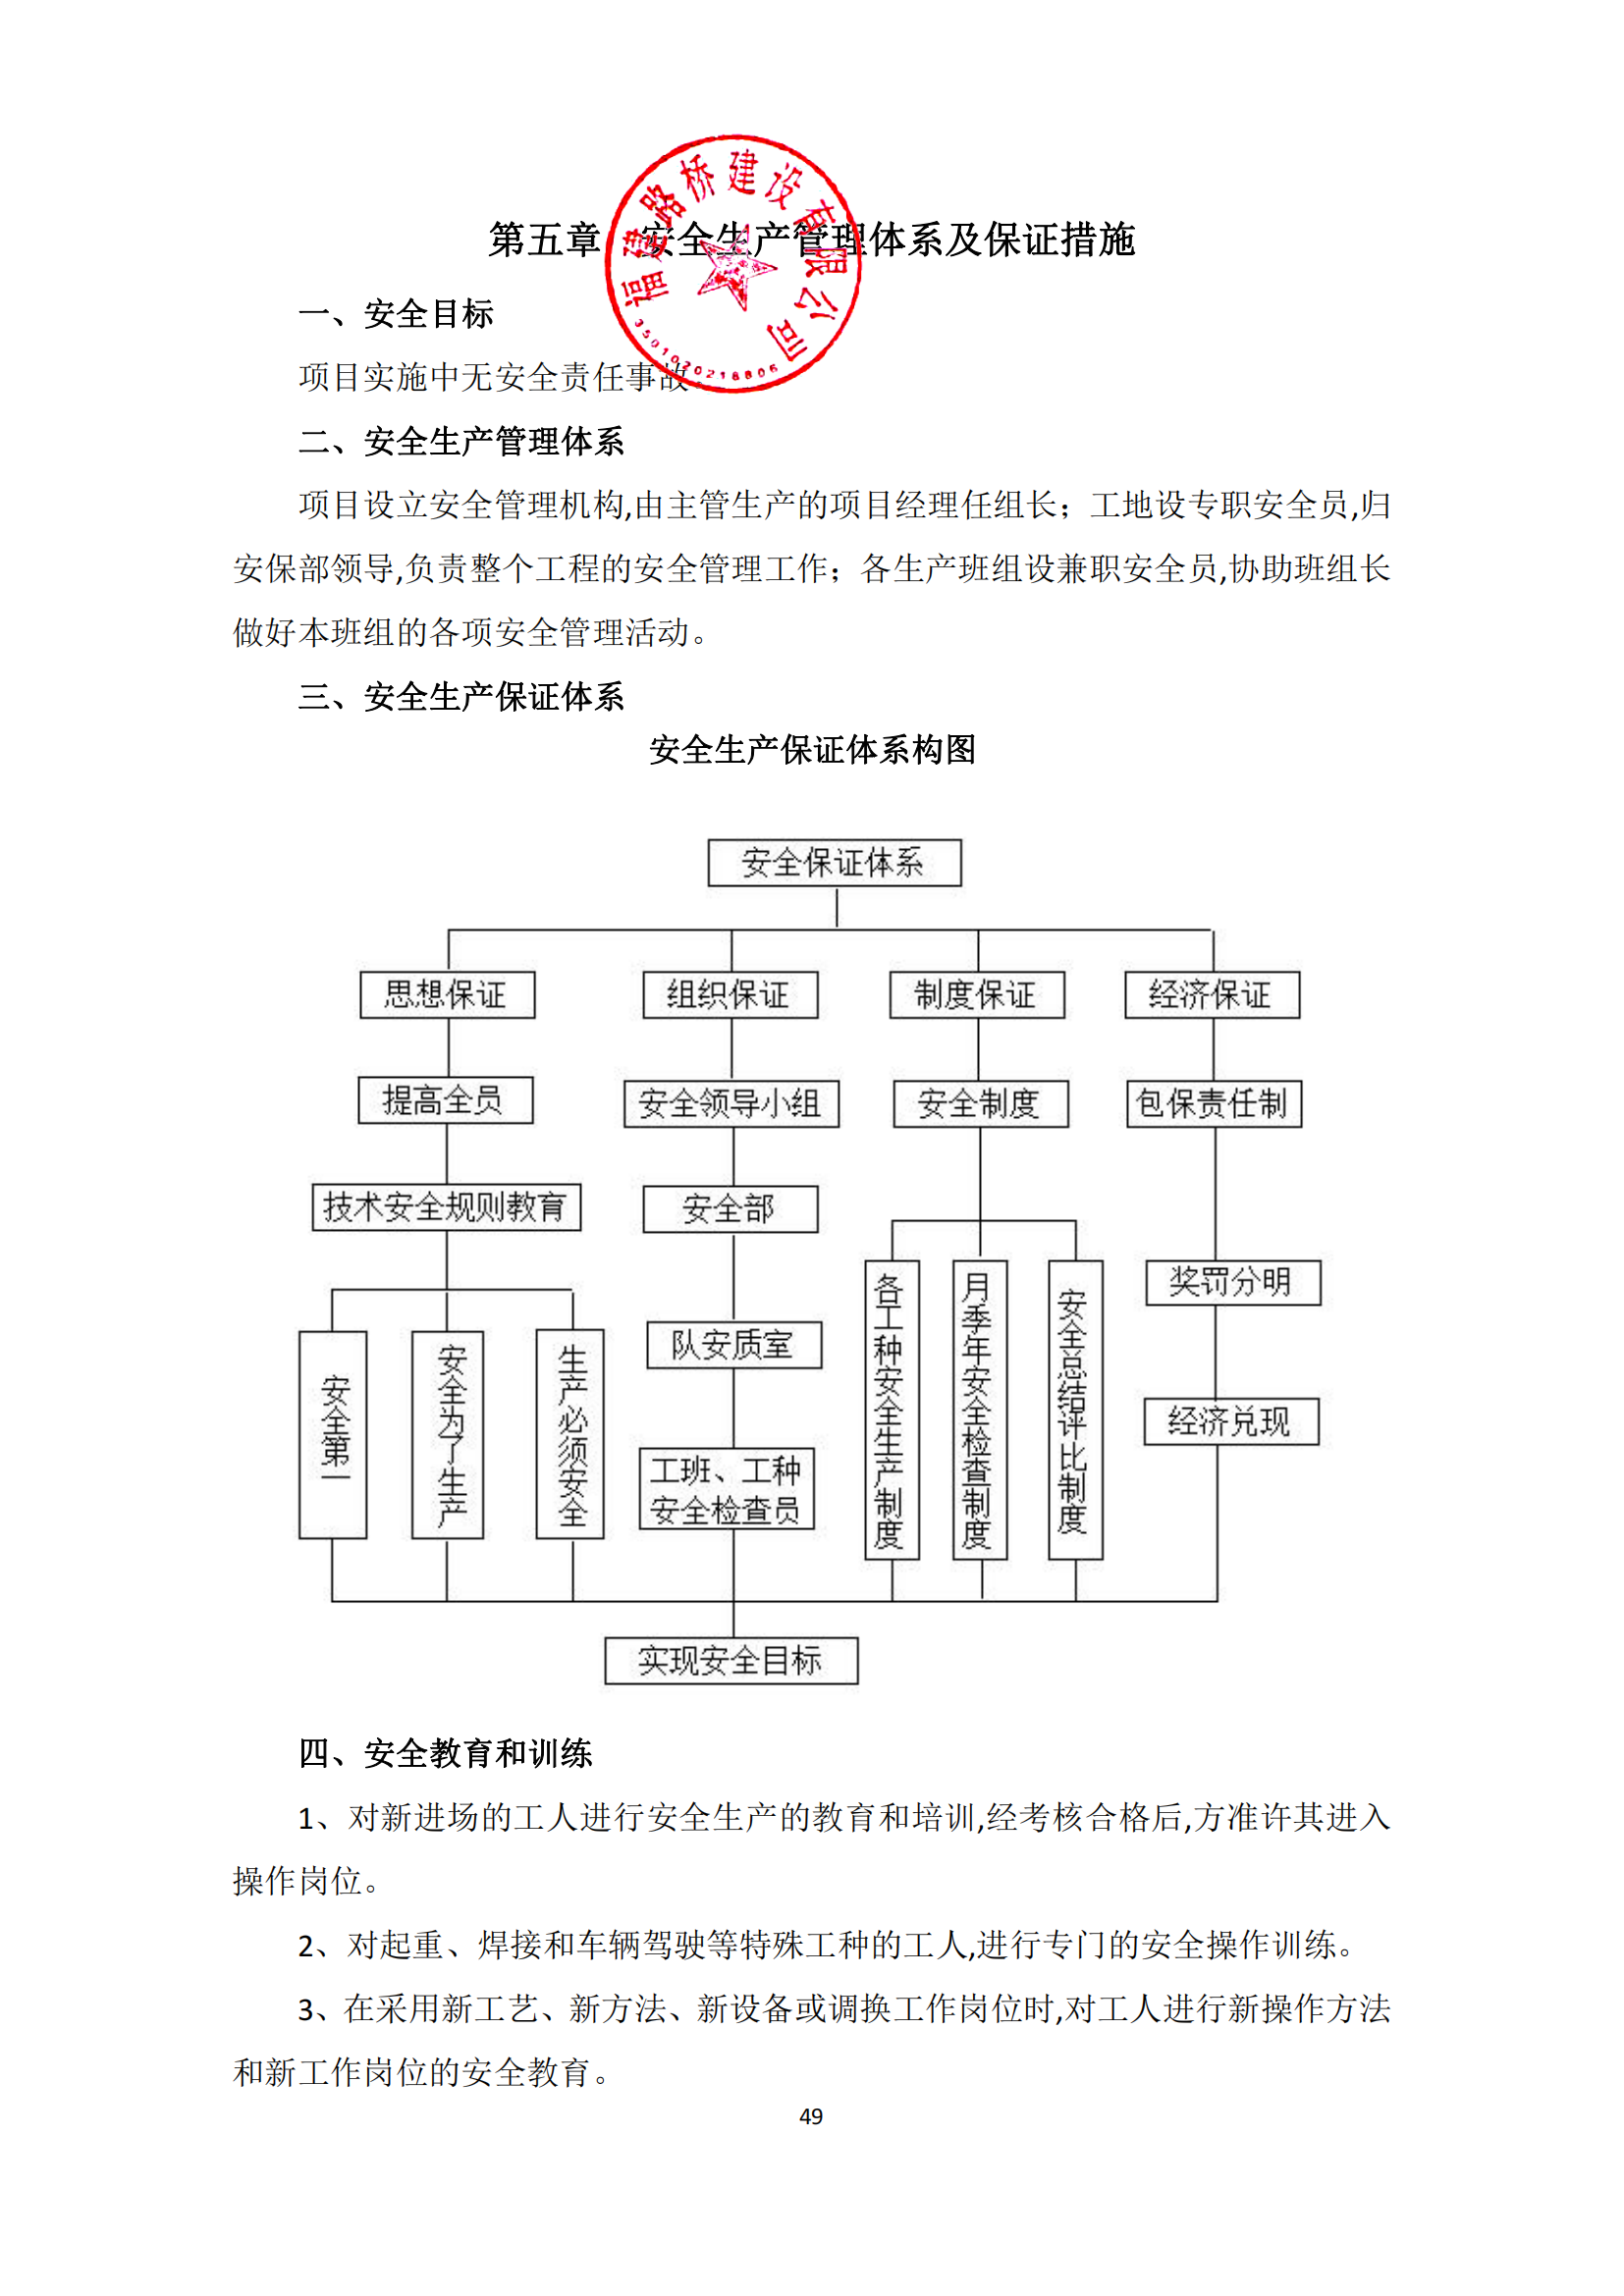 第五章 安全生产管理体系及保证措施
福建路桥建设有限公司
一、安全目标
项目实施中无安全责任事故
二、安全生产管理体系
项目设立安全管理机构,由主管生产的项目经理任组长；工地设专职安全员,归
安保部领导,负责整个工程的安全管理工作；各生产班组设兼职安全员,协助班组长
做好本班组的各项安全管理活动。
三、安全生产保证体系
安全生产保证体系构图
安全保证体系
思想保证
组织保证
制度保证
经济保证
提高全员
安全领导小组
安全制度
包保责任制
技术安全规则教育
安全部
各工种安全生产制度
月季年安全检查制度
安全总结评比制度
奖罚分明
安全第一
安全为了生产
生产必须安全
队安质室
经济兑现
工班、工种
安全检查员
实现安全目标
四、安全教育和训练
1、对新进场的工人进行安全生产的教育和培训,经考核合格后,方准许其进入
操作岗位。
2、对起重、焊接和车辆驾驶等特殊工种的工人,进行专门的安全操作训练。
3、在采用新工艺、新方法、新设备或调换工作岗位时,对工人进行新操作方法
和新工作岗位的安全教育。
49